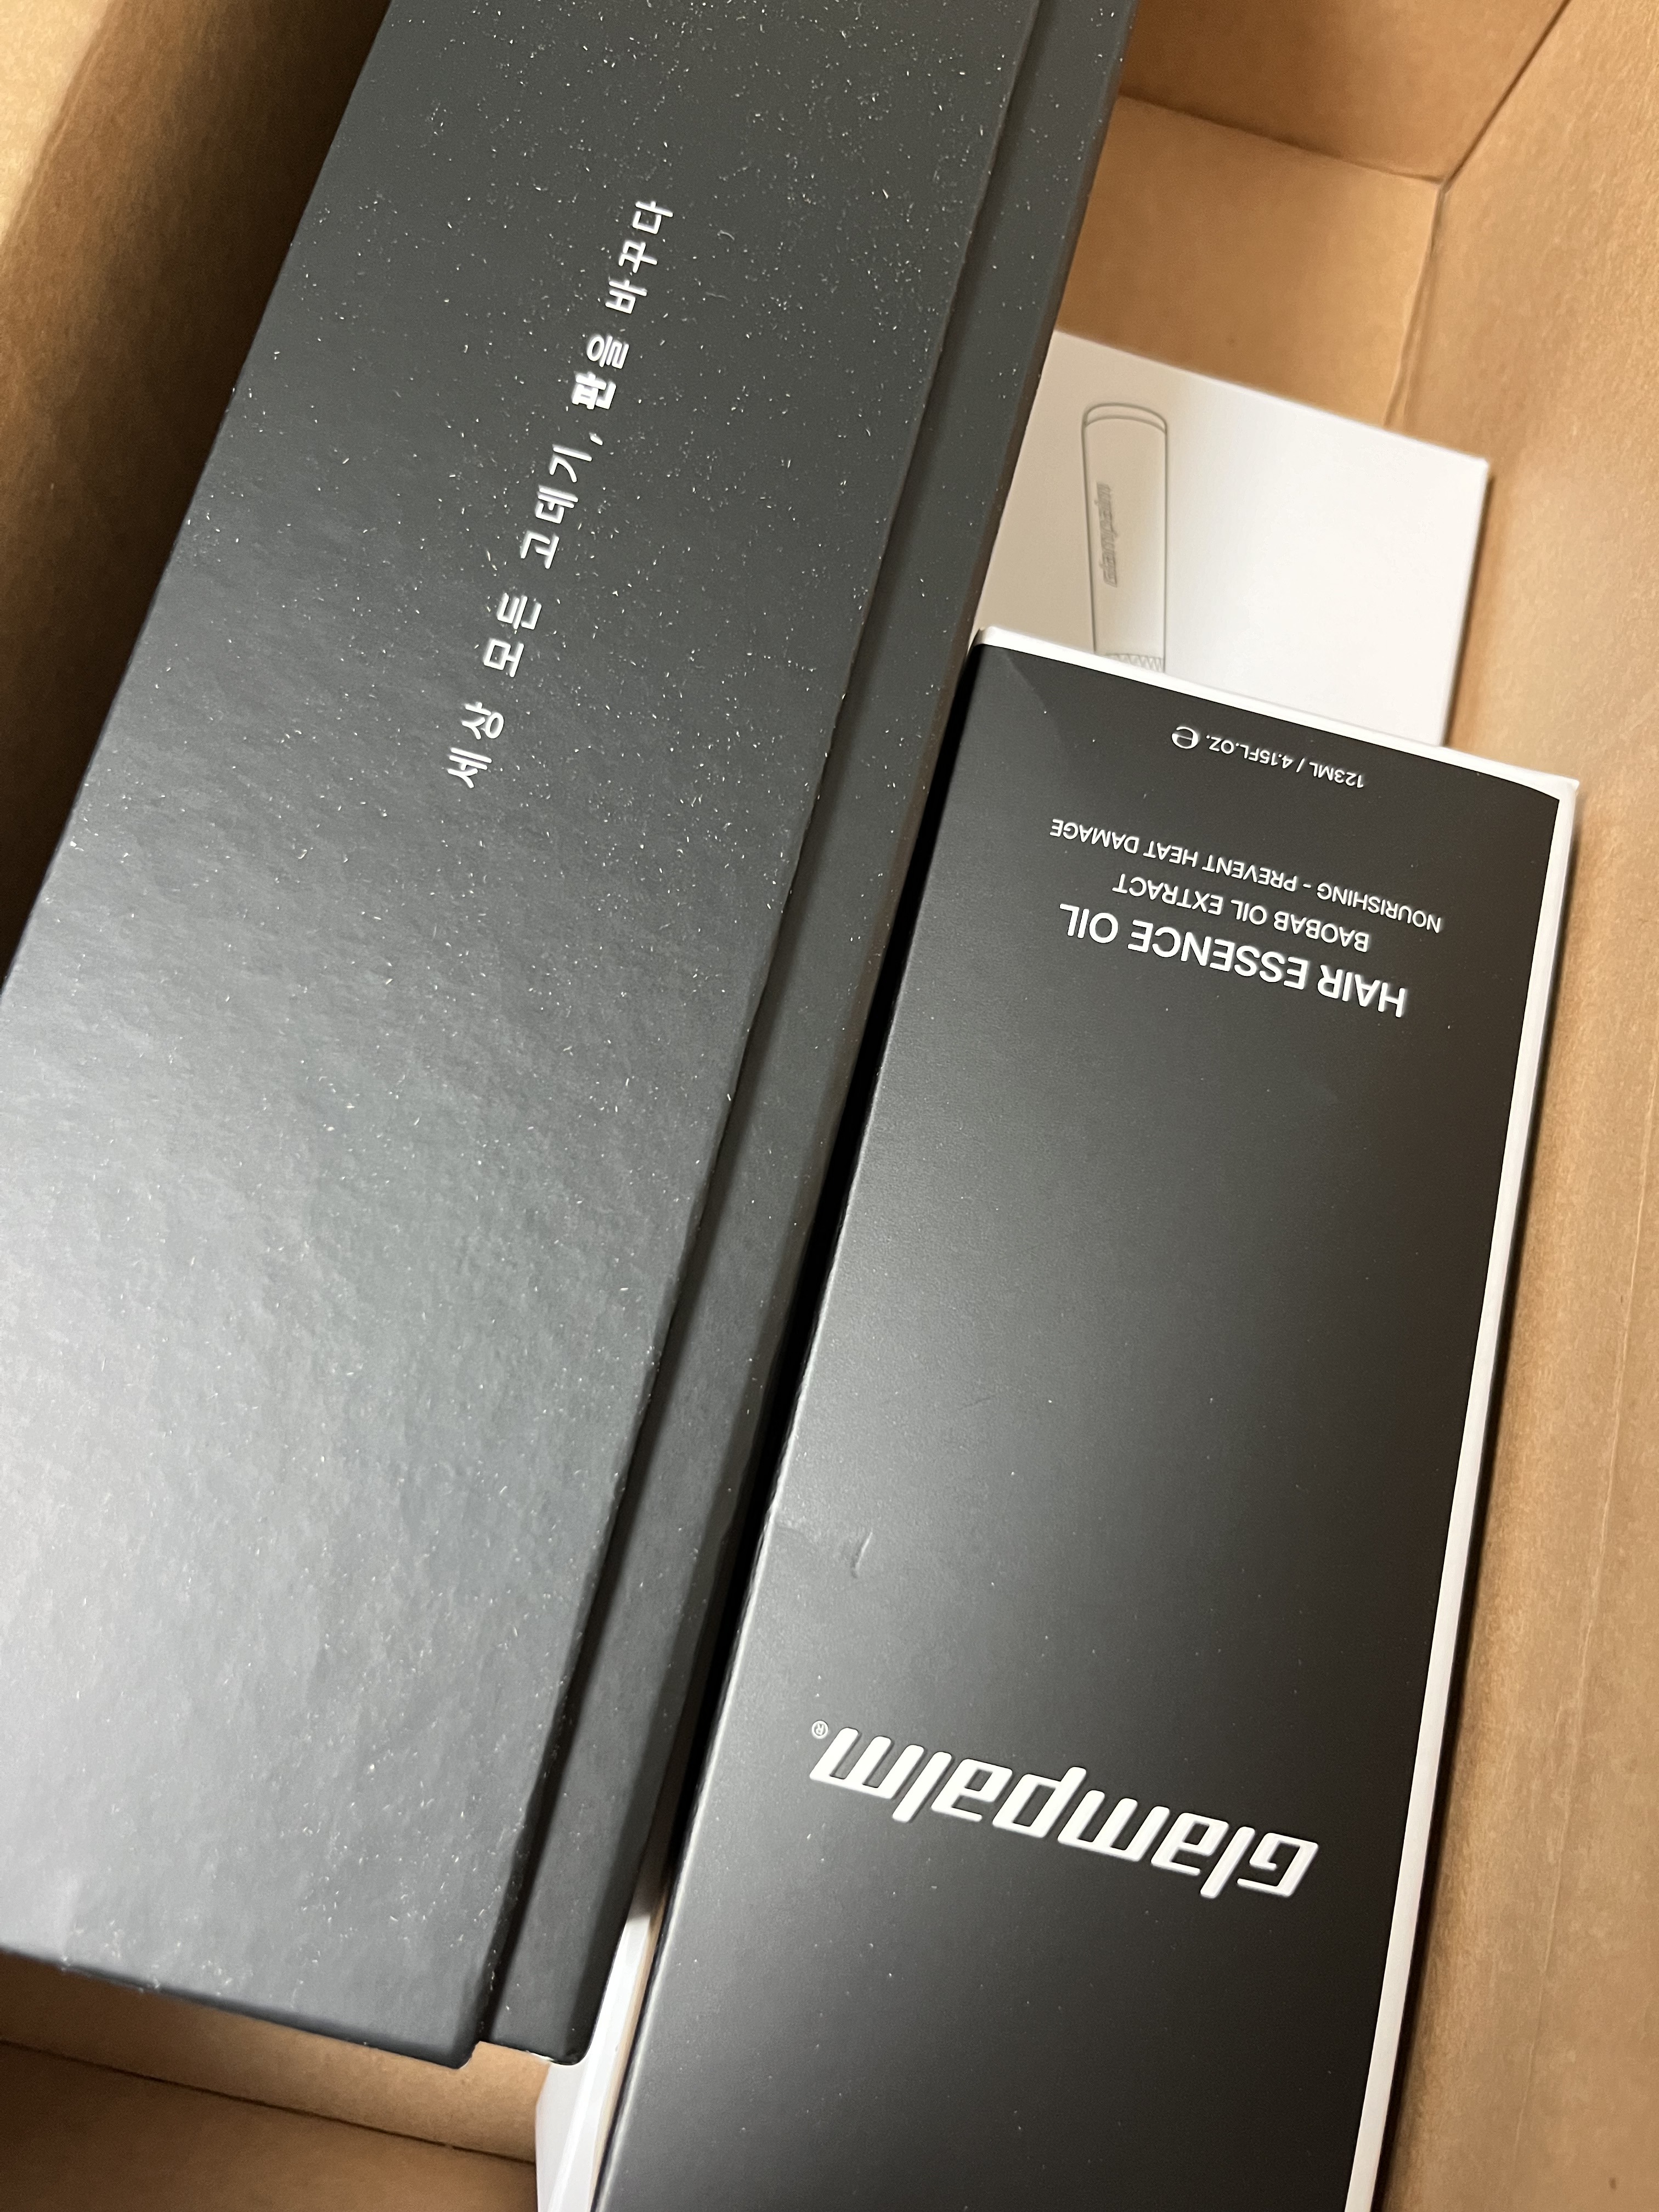 세상 모든 고데기, 판을 바꾸다
Glampalm
Glampalm®
HAIR ESSENCE OIL
BAOBAB OIL EXTRACT
NOURISHING - PREVENT HEAT DAMAGE
123ML / 4.15FL.OZ. ℮